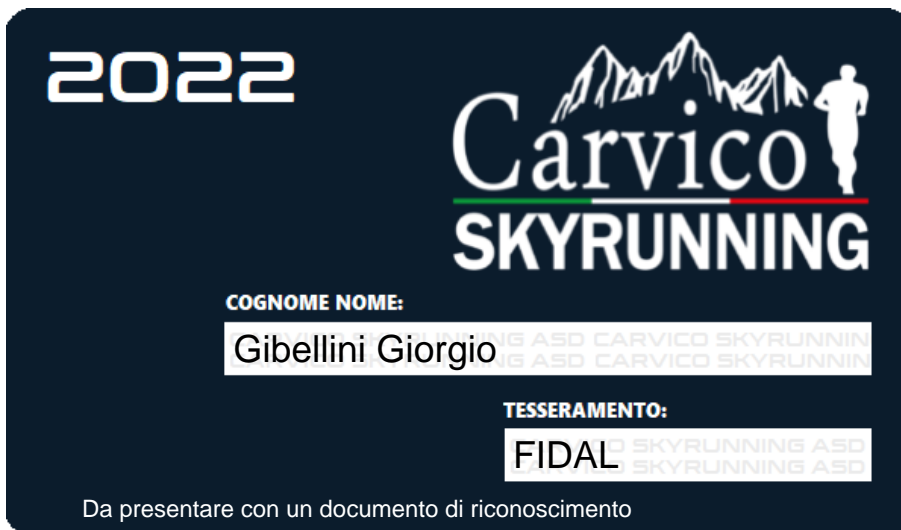 2022
Carvico
SKYRUNNING
COGNOME NOME:
Gibellini Giorgio
TESSERAMENTO:
FIDAL
Da presentare con un documento di riconoscimento